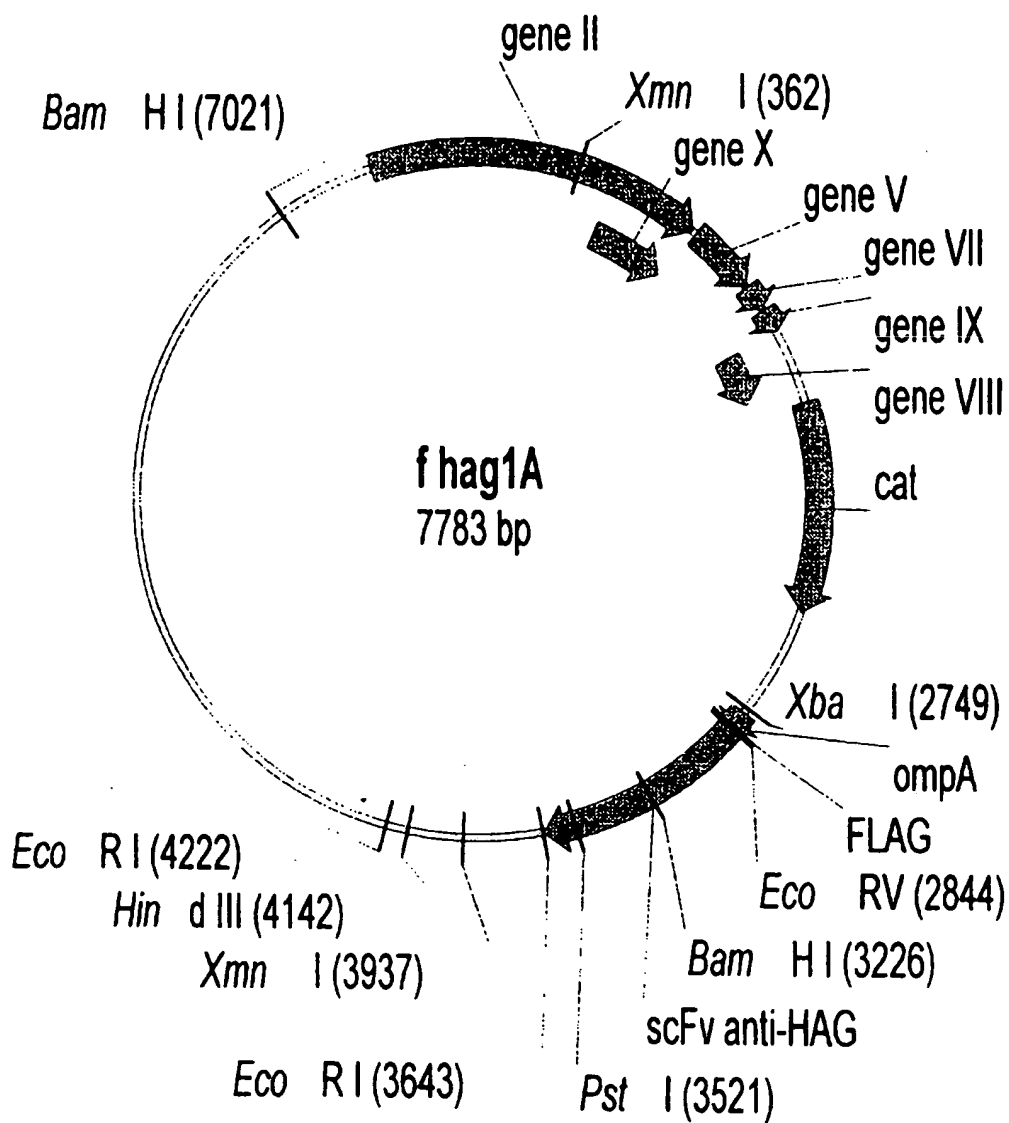 gene II
Xmn I (362)
Bam H I (7021)
gene X
gene V
gene VII
gene IX
gene VIII
f hag1A
7783 bp
cat
Xba I (2749)
ompA
FLAG
Eco RV (2844)
Bam H I (3226)
scFv anti-HAG
Pst I (3521)
Eco R I (3643)
Xmn I (3937)
Hin d III (4142)
Eco R I (4222)